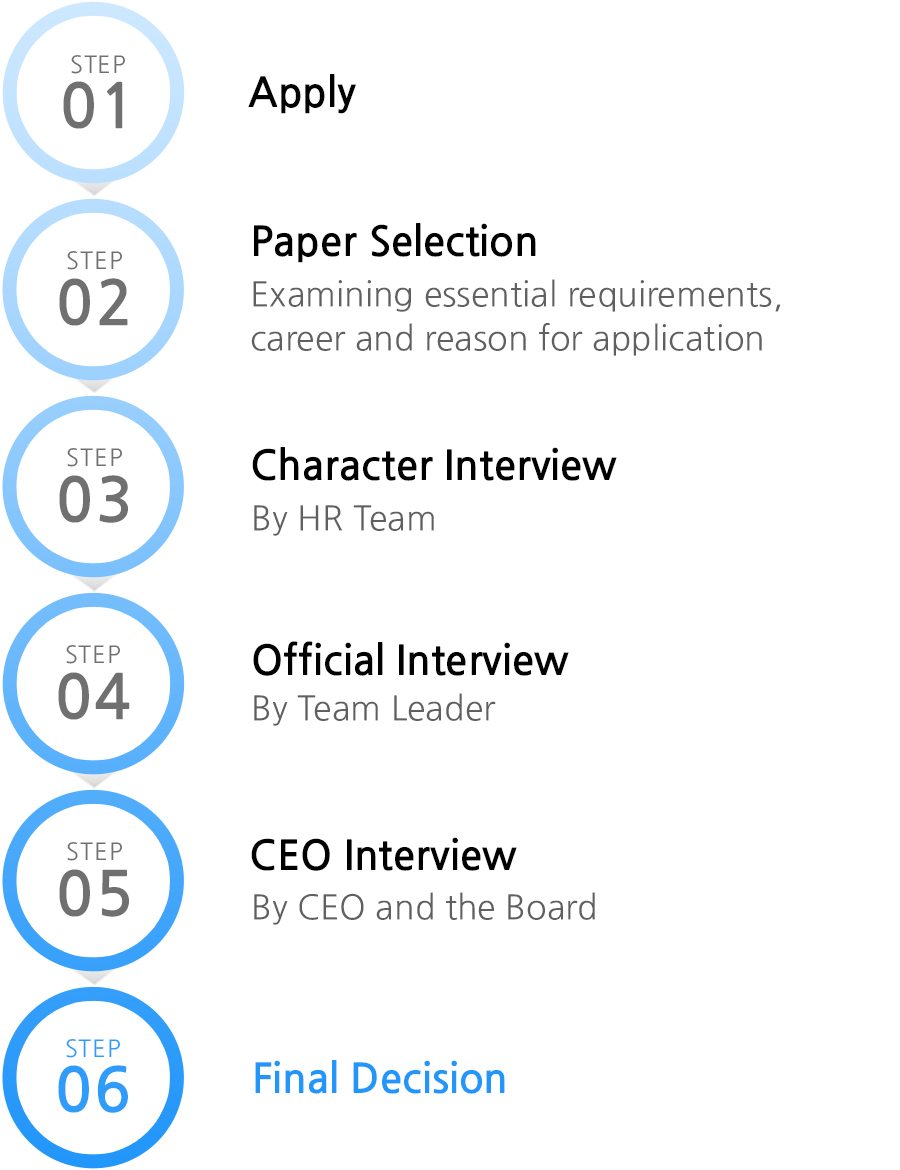 STEP
01
Apply
STEP
02
Paper Selection
Examining essential requirements,
career and reason for application
STEP
03
Character Interview
By HR Team
STEP
04
Official Interview
By Team Leader
STEP
05
CEO Interview
By CEO and the Board
STEP
06
Final Decision